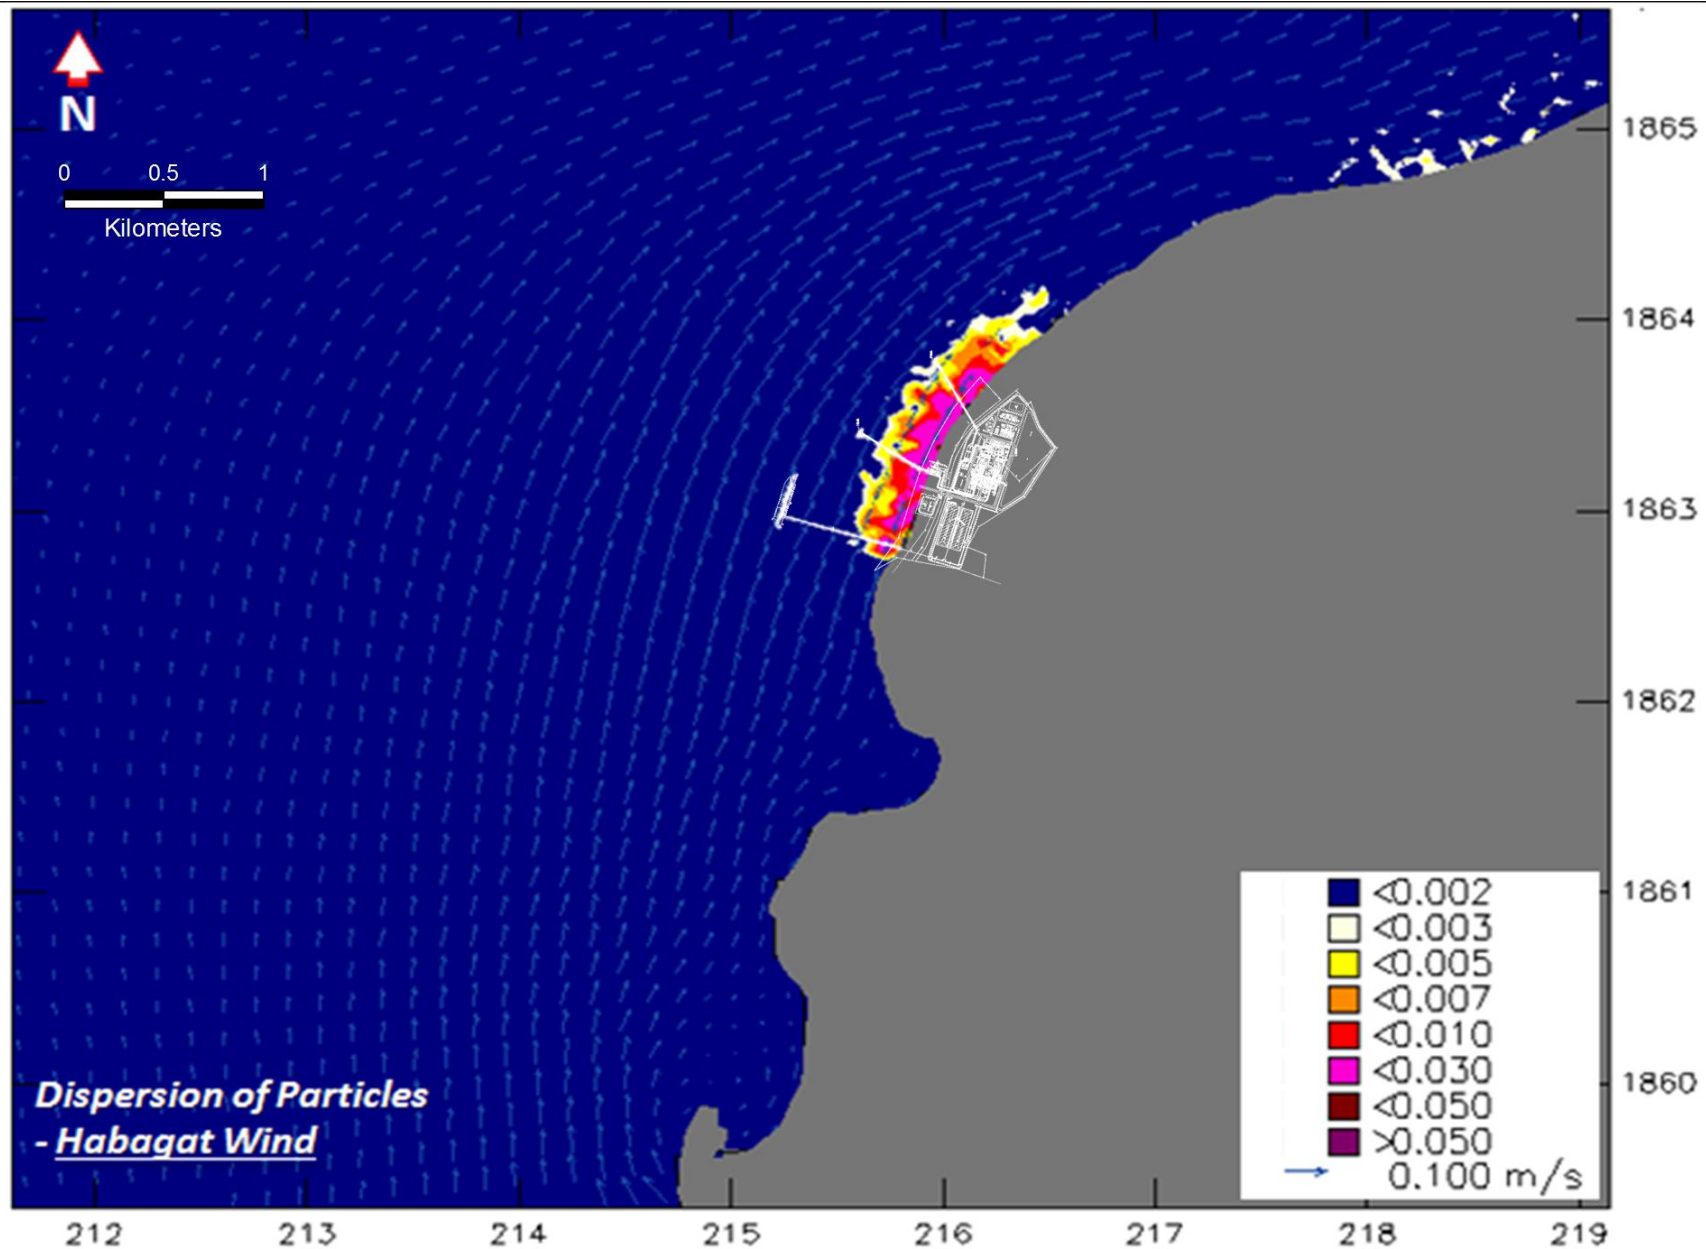 N
0 0.5 1
Kilometers
1865
1864
1863
1862
1861
1860
<0.002
<0.003
<0.005
<0.007
<0.010
<0.030
<0.050
>0.050
0.100 m/s
Dispersion of Particles
- Habagat Wind
212 213 214 215 216 217 218 219